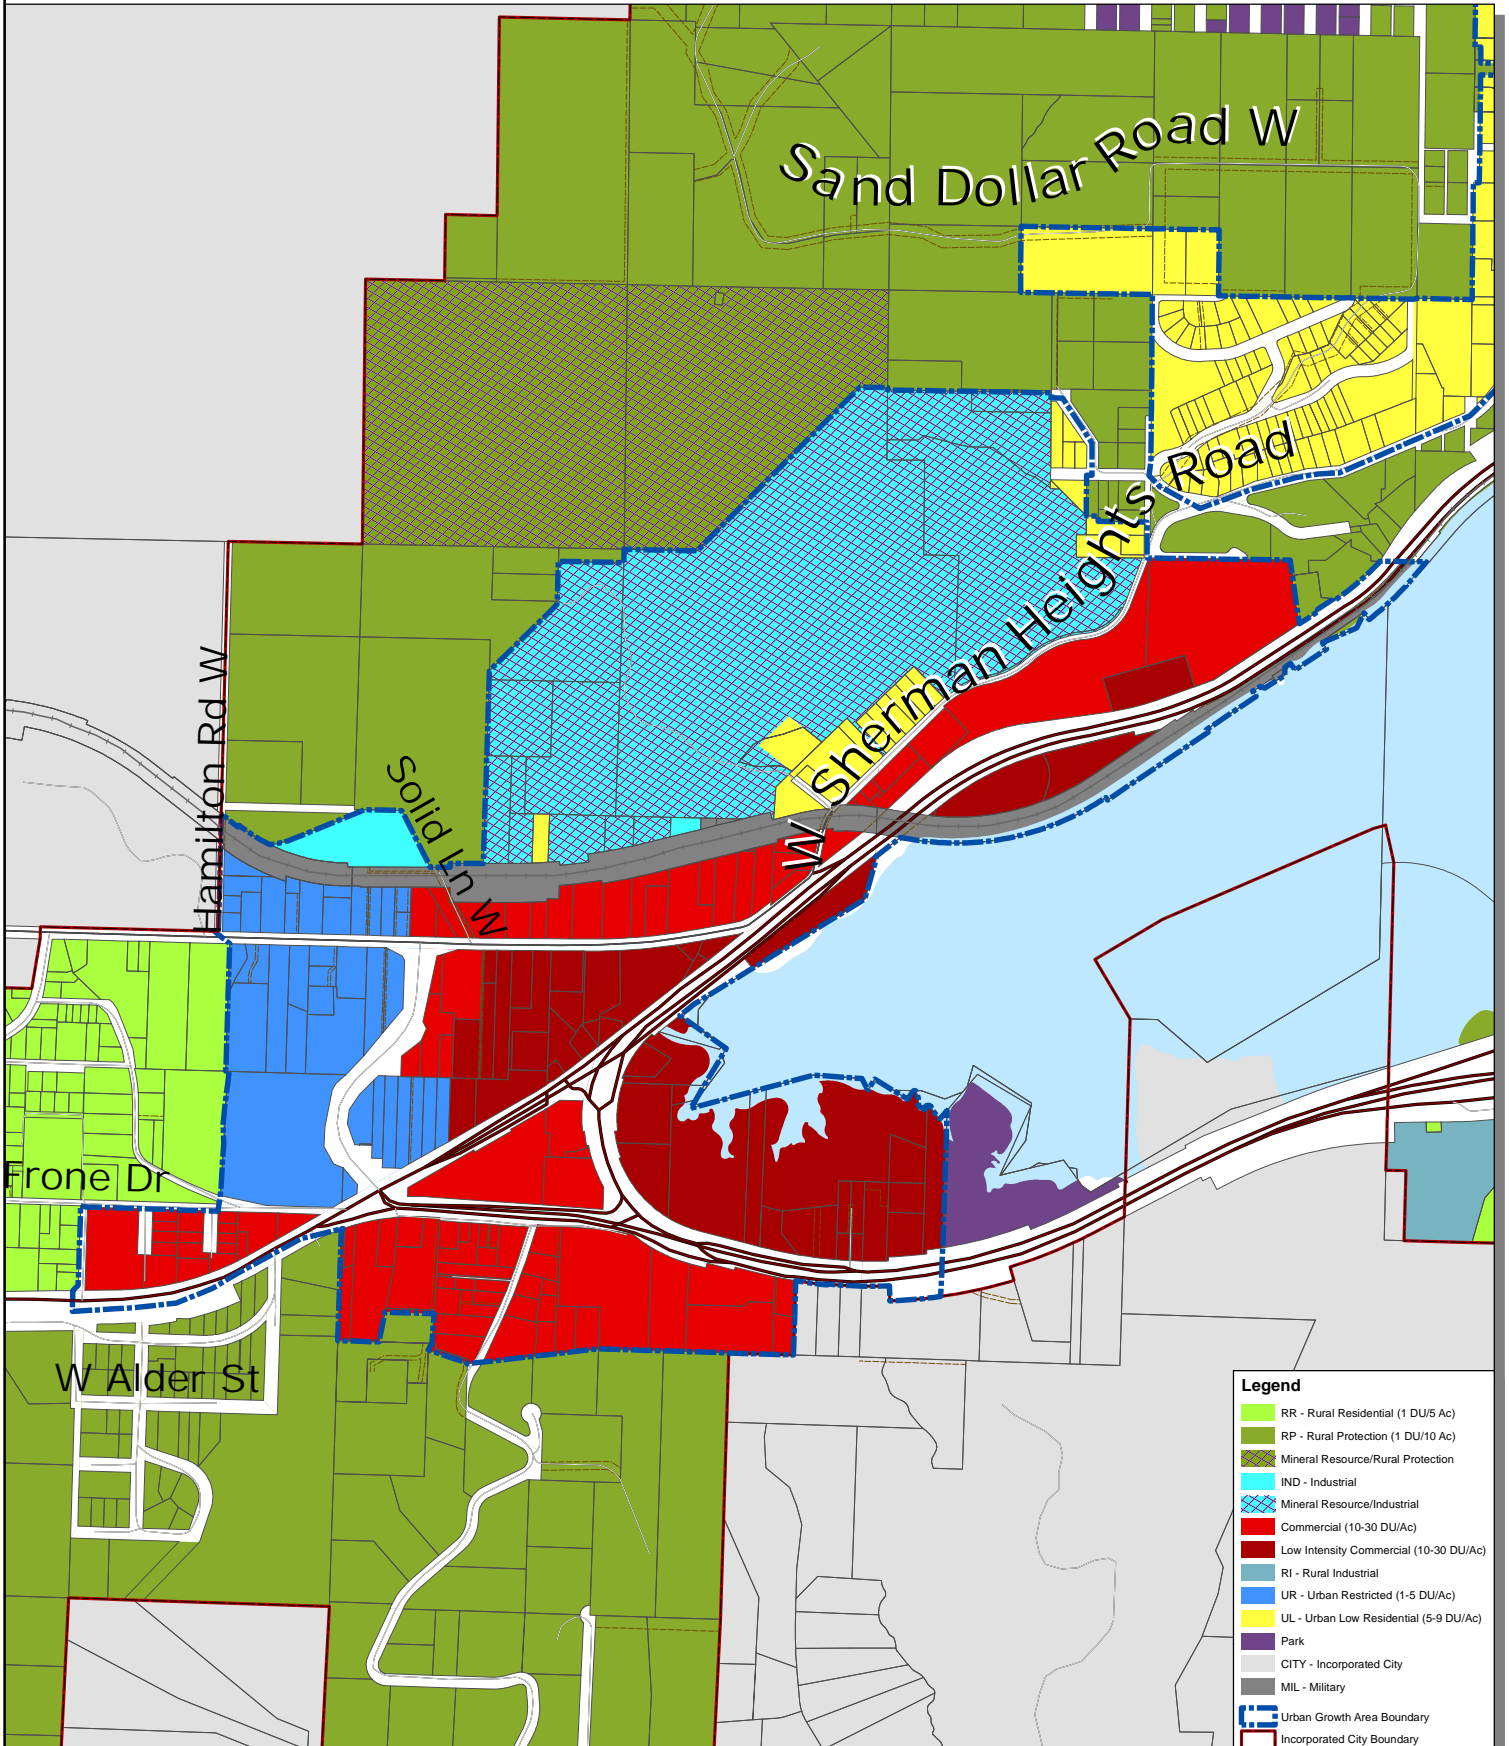 Sand Dollar Road W
W Sherman Heights Road
Hamilton Rd W
Solid Ln W
Frone Dr
W Alder St
Legend
RR - Rural Residential (1 DU/5 Ac)
RP - Rural Protection (1 DU/10 Ac)
Mineral Resource/Rural Protection
IND - Industrial
Mineral Resource/Industrial
Commercial (10-30 DU/Ac)
Low Intensity Commercial (10-30 DU/Ac)
RI - Rural Industrial
UR - Urban Restricted (1-5 DU/Ac)
UL - Urban Low Residential (5-9 DU/Ac)
Park
CITY - Incorporated City
MIL - Military
Urban Growth Area Boundary
Incorporated City Boundary